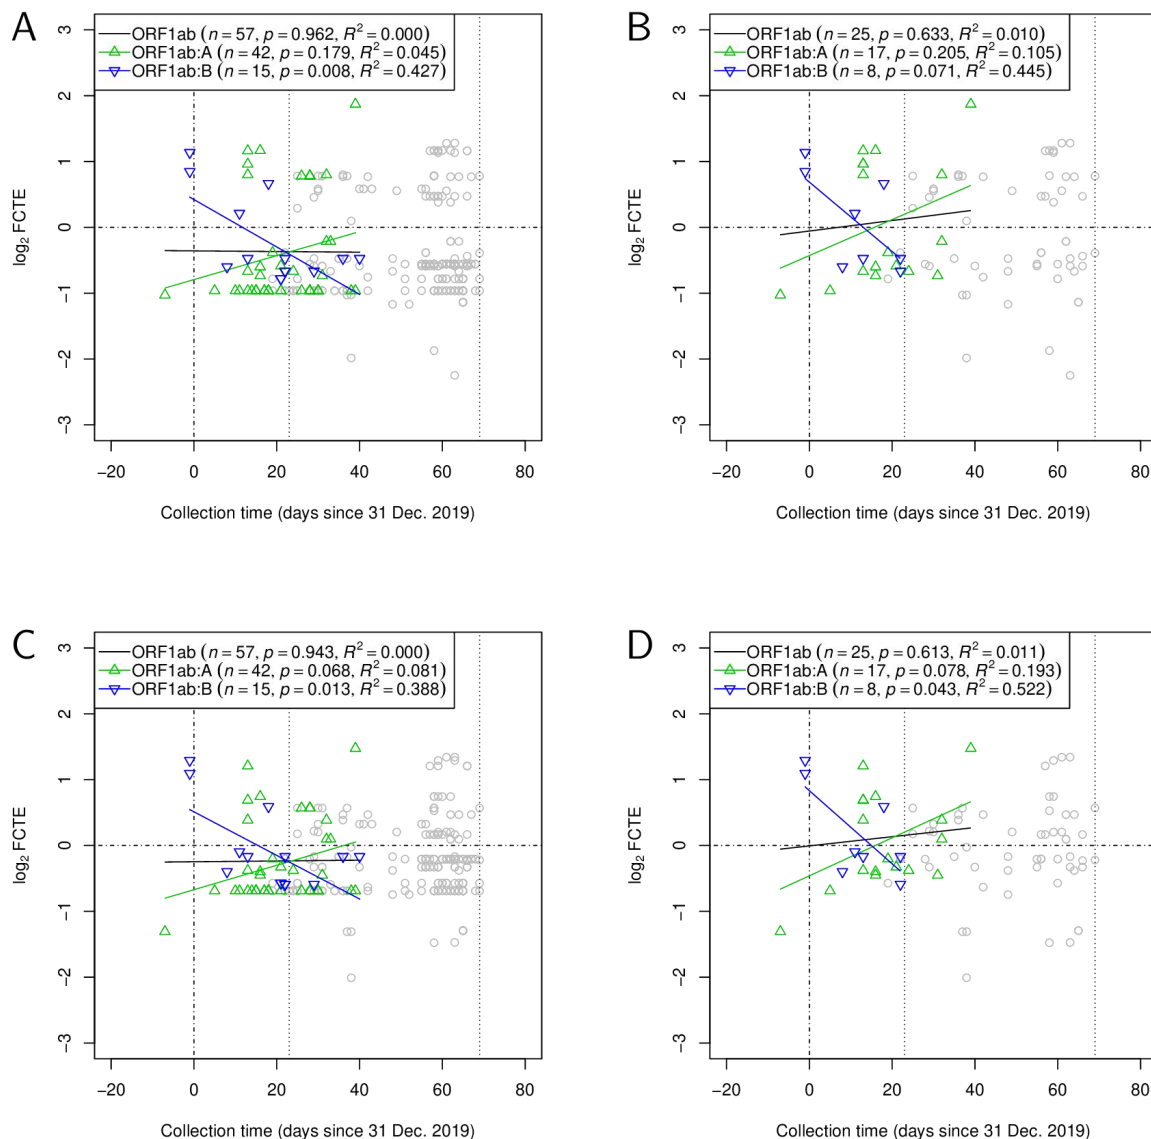 A
ORF1ab (n = 57, p = 0.962, R² = 0.000)
ORF1ab:A (n = 42, p = 0.179, R² = 0.045)
ORF1ab:B (n = 15, p = 0.008, R² = 0.427)
3
2
1
0
−1
−2
−3
log₂ FCTE
−20 0 20 40 60 80
Collection time (days since 31 Dec. 2019)
B
ORF1ab (n = 25, p = 0.633, R² = 0.010)
ORF1ab:A (n = 17, p = 0.205, R² = 0.105)
ORF1ab:B (n = 8, p = 0.071, R² = 0.445)
3
2
1
0
−1
−2
−3
log₂ FCTE
−20 0 20 40 60 80
Collection time (days since 31 Dec. 2019)
C
ORF1ab (n = 57, p = 0.943, R² = 0.000)
ORF1ab:A (n = 42, p = 0.068, R² = 0.081)
ORF1ab:B (n = 15, p = 0.013, R² = 0.388)
3
2
1
0
−1
−2
−3
log₂ FCTE
−20 0 20 40 60 80
Collection time (days since 31 Dec. 2019)
D
ORF1ab (n = 25, p = 0.613, R² = 0.011)
ORF1ab:A (n = 17, p = 0.078, R² = 0.193)
ORF1ab:B (n = 8, p = 0.043, R² = 0.522)
3
2
1
0
−1
−2
−3
log₂ FCTE
−20 0 20 40 60 80
Collection time (days since 31 Dec. 2019)